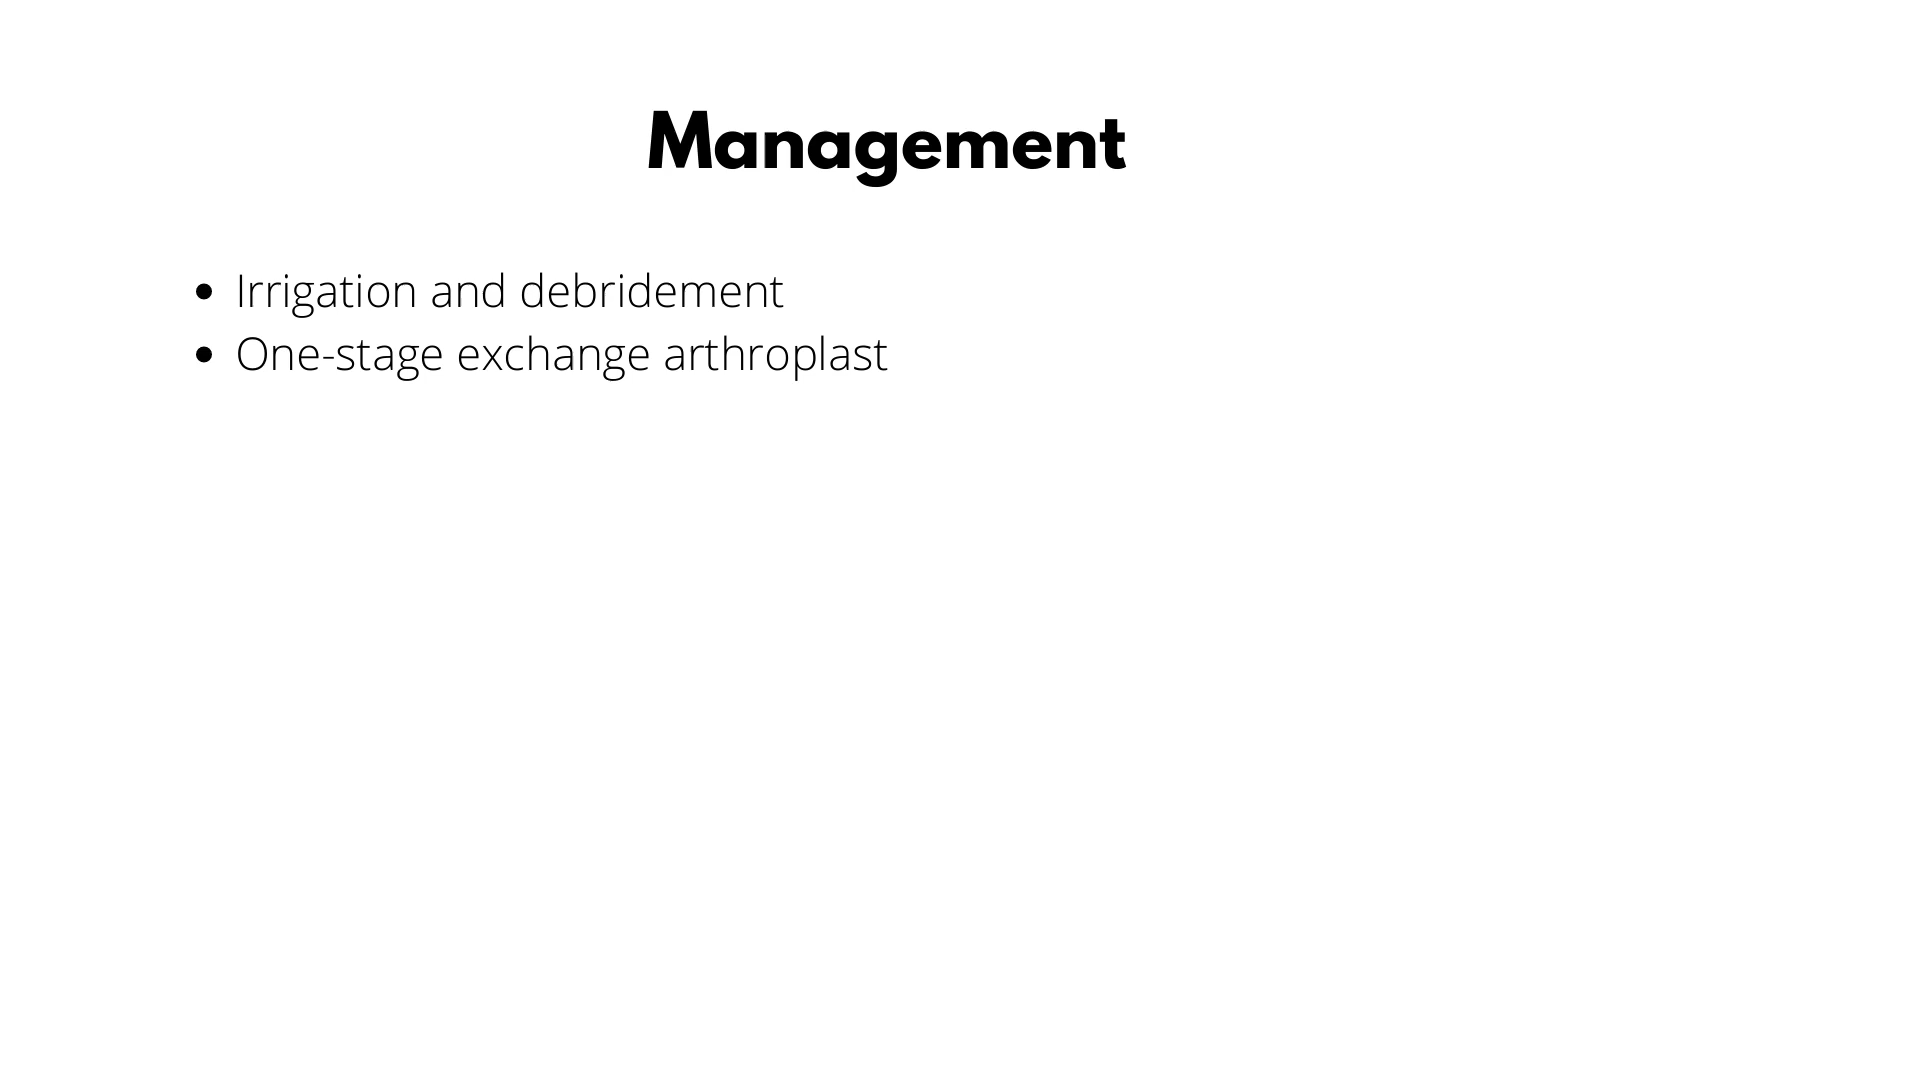 Management
• Irrigation and debridement
• One-stage exchange arthroplast